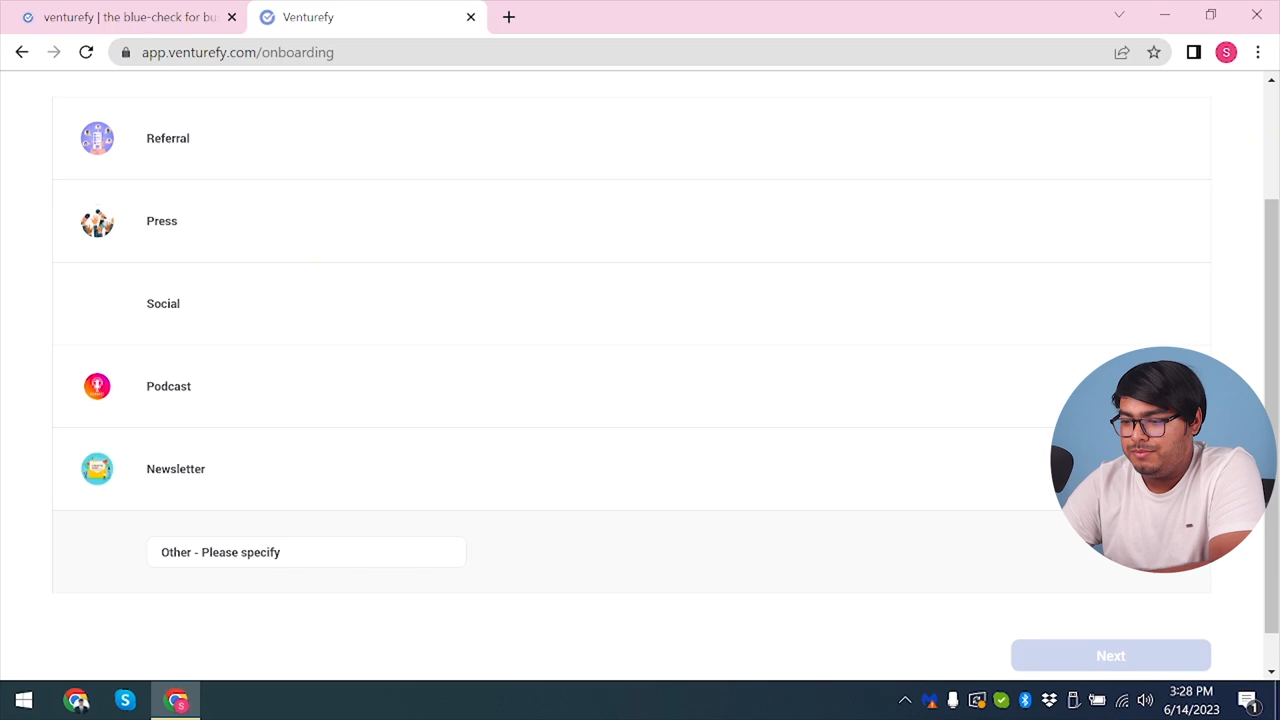 venturefy | the blue-check for bu
Venturefy
app.venturefy.com/onboarding
S
Referral
Press
Social
Podcast
Newsletter
Other - Please specify
Next
3:28 PM
6/14/2023
1